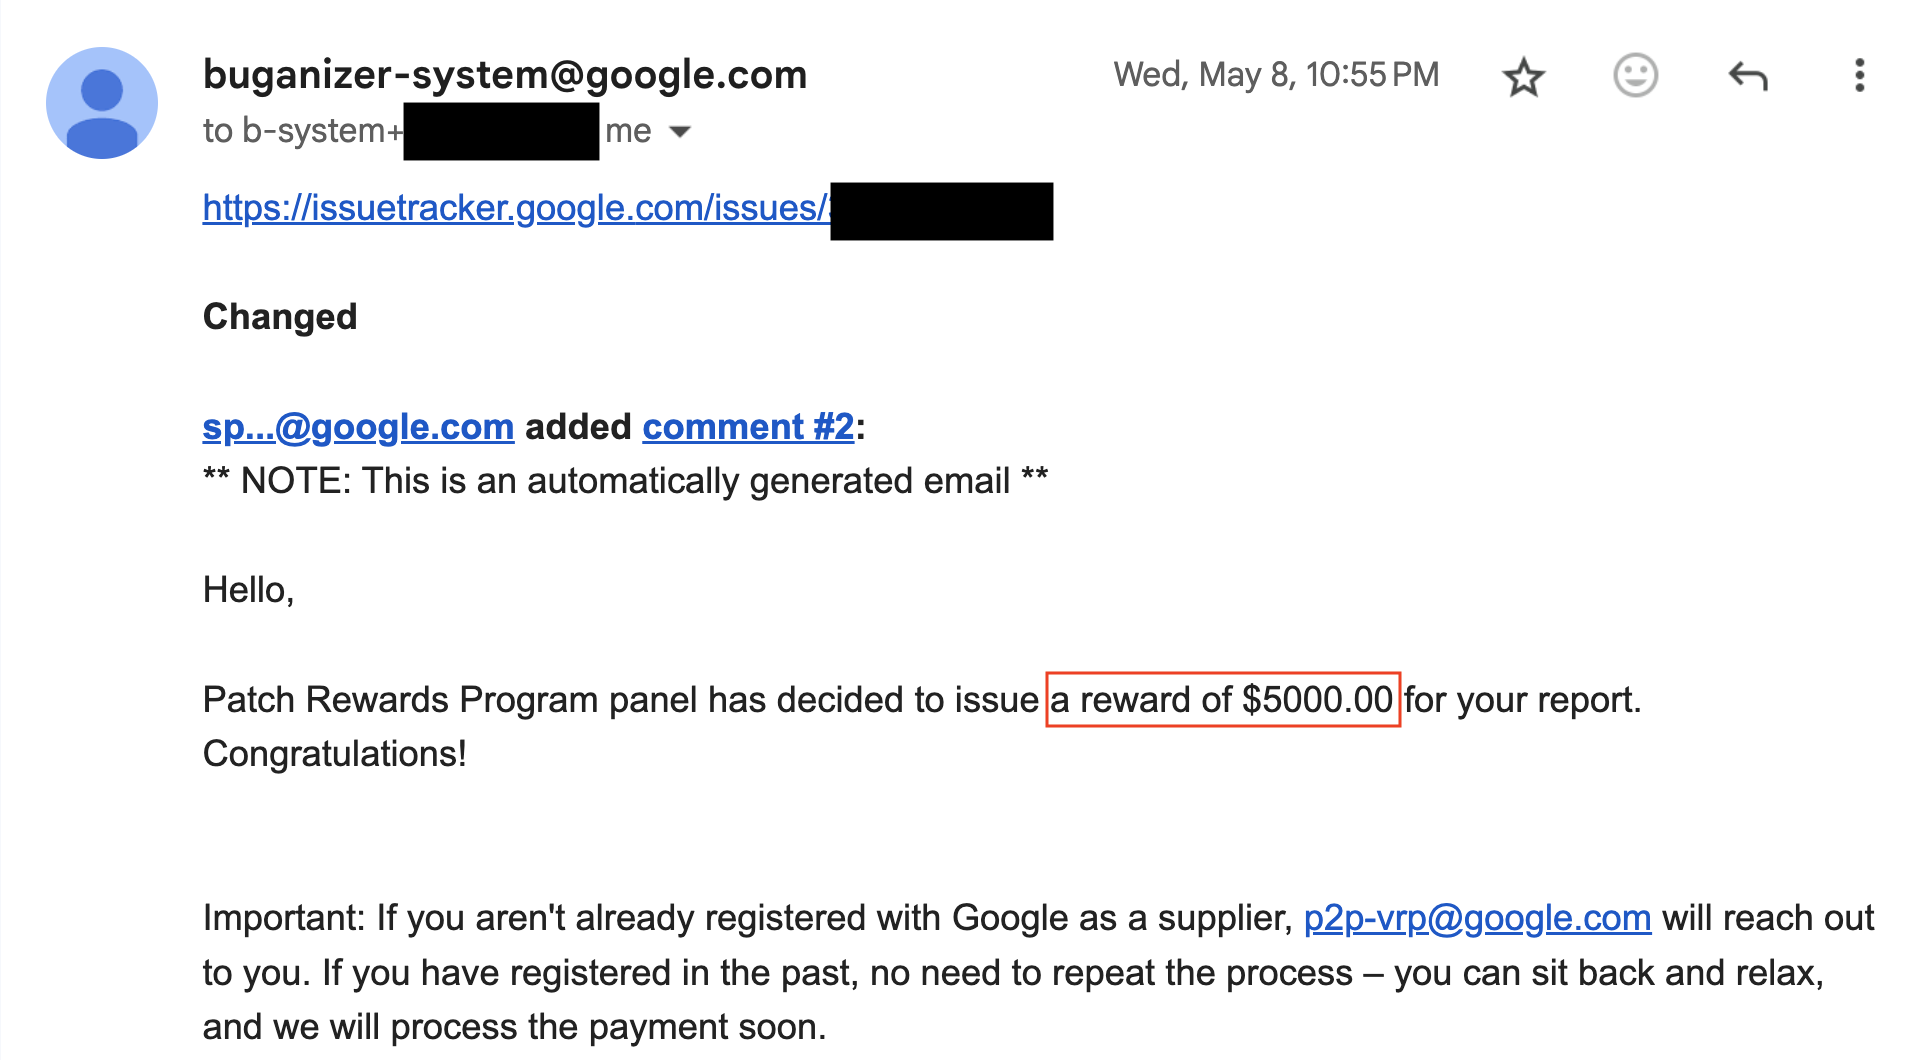 buganizer-system@google.com
Wed, May 8, 10:55 PM
to b-system+ me
https://issuetracker.google.com/issues/
Changed
sp...@google.com added comment #2:
** NOTE: This is an automatically generated email **
Hello,
Patch Rewards Program panel has decided to issue a reward of $5000.00 for your report.
Congratulations!
Important: If you aren't already registered with Google as a supplier, p2p-vrp@google.com will reach out
to you. If you have registered in the past, no need to repeat the process – you can sit back and relax,
and we will process the payment soon.